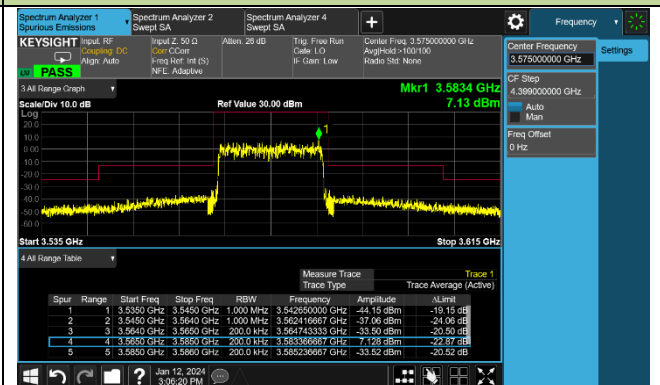 Spectrum Analyzer 1
Spurious Emissions
Spectrum Analyzer 2
Swept SA
Spectrum Analyzer 4
Swept SA
+
Frequency
KEYSIGHT
Input: RF
Coupling: DC
Align: Auto
Input Z: 50 Ω
Corr CCorr
Freq Ref: Int (S)
NFE: Adaptive
Atten: 26 dB
Trig: Free Run
Gate: LO
IF Gain: Low
Center Freq: 3.575000000 GHz
Avg|Hold:>100/100
Radio Std: None
PASS
Center Frequency
3.575000000 GHz
Settings
CF Step
4.399000000 GHz
Auto
Man
Freq Offset
0 Hz
3 All Range Graph
Mkr1 3.5834 GHz
7.13 dBm
Scale/Div 10.0 dB
Ref Value 30.00 dBm
Log
20.0
10.0
0.00
-10.0
-20.0
-30.0
-40.0
-50.0
-60.0
1
Start 3.535 GHz
Stop 3.615 GHz
4 All Range Table
Measure Trace Trace 1
Trace Type Trace Average (Active)
Spur Range Start Freq Stop Freq RBW Frequency Amplitude ΔLimit
1 1 3.5350 GHz 3.5450 GHz 1.000 MHz 3.542650000 GHz -44.15 dBm -19.15 dB
2 2 3.5450 GHz 3.5640 GHz 1.000 MHz 3.562416667 GHz -37.06 dBm -24.06 dB
3 3 3.5640 GHz 3.5650 GHz 200.0 kHz 3.564743333 GHz -33.50 dBm -20.50 dB
4 4 3.5650 GHz 3.5850 GHz 200.0 kHz 3.583366667 GHz 7.128 dBm -22.87 dB
5 5 3.5850 GHz 3.5860 GHz 200.0 kHz 3.585236667 GHz -33.52 dBm -20.52 dB
?
Jan 12, 2024
3:06:20 PM